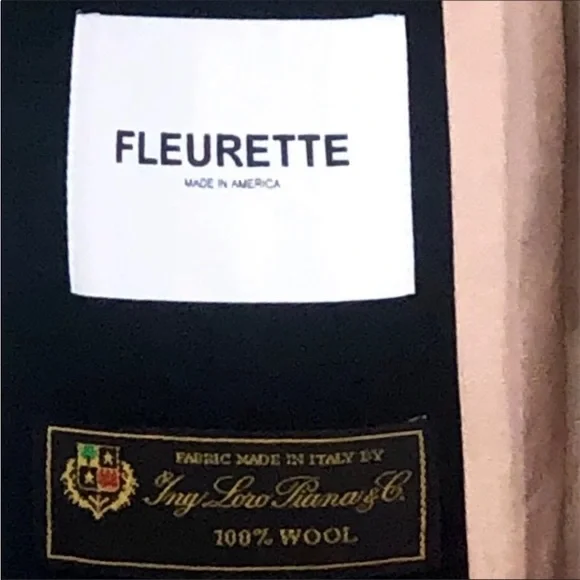 FLEURETTE
MADE IN AMERICA
FABRIC MADE IN ITALY BY
Ing Loro Piana & C.
100% WOOL